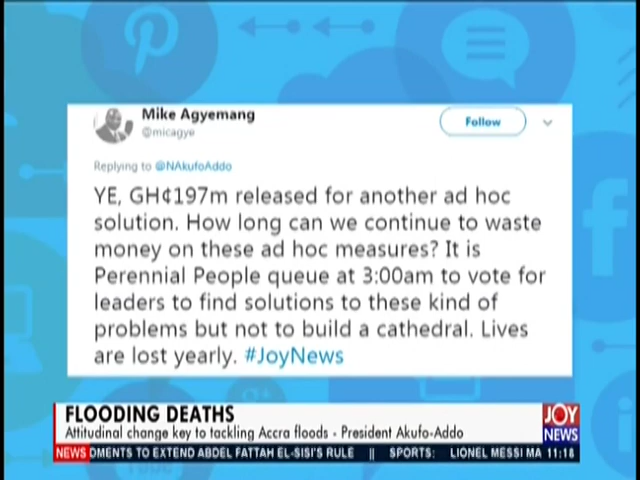 Mike Agyemang
@micagye
Follow
Replying to @NAkufoAddo
YE, GH¢197m released for another ad hoc
solution. How long can we continue to waste
money on these ad hoc measures? It is
Perennial People queue at 3:00am to vote for
leaders to find solutions to these kind of
problems but not to build a cathedral. Lives
are lost yearly. #JoyNews
FLOODING DEATHS
Attitudinal change key to tackling Accra floods - President Akufo-Addo
JOY
NEWS
NEWS DMENTS TO EXTEND ABDEL FATTAH EL-SISI'S RULE || SPORTS: LIONEL MESSI MA 11:18